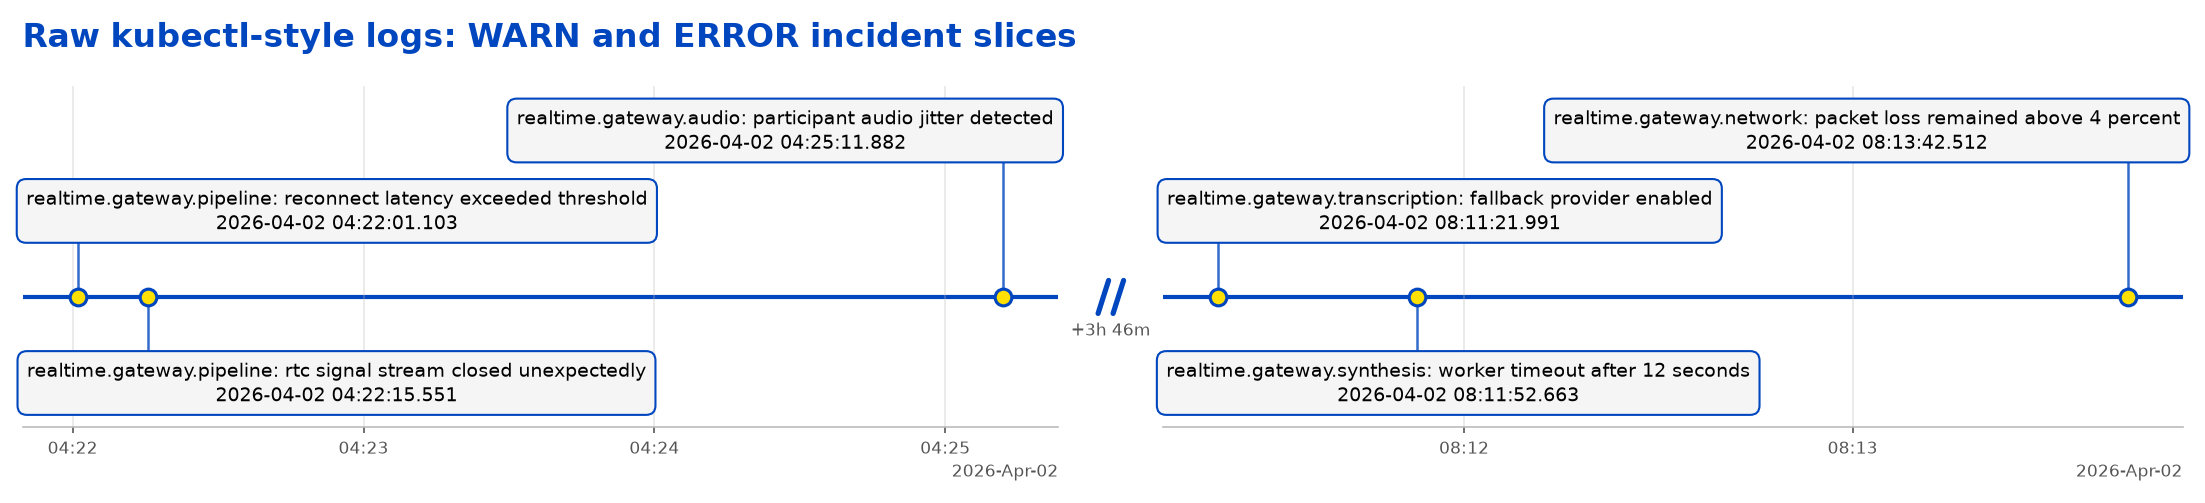 Raw kubectl-style logs: WARN and ERROR incident slices
realtime.gateway.audio: participant audio jitter detected
2026-04-02 04:25:11.882
realtime.gateway.pipeline: reconnect latency exceeded threshold
2026-04-02 04:22:01.103
realtime.gateway.pipeline: rtc signal stream closed unexpectedly
2026-04-02 04:22:15.551
04:22
04:23
04:24
04:25
2026-Apr-02
+3h 46m
realtime.gateway.network: packet loss remained above 4 percent
2026-04-02 08:13:42.512
realtime.gateway.transcription: fallback provider enabled
2026-04-02 08:11:21.991
realtime.gateway.synthesis: worker timeout after 12 seconds
2026-04-02 08:11:52.663
08:12
08:13
2026-Apr-02